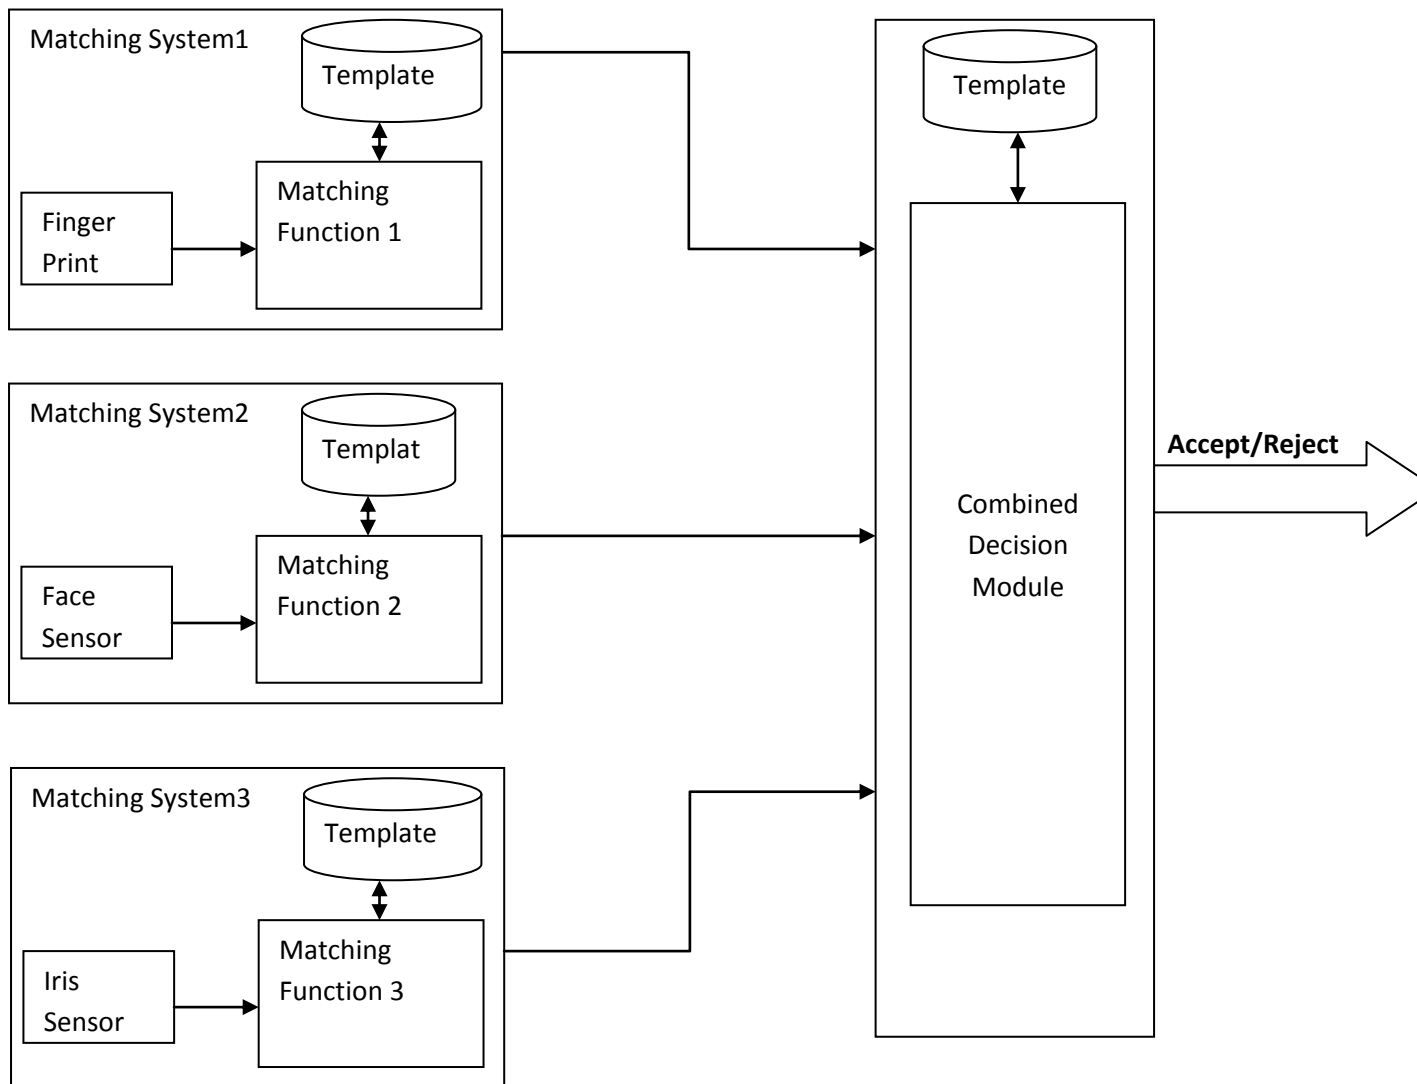 Matching System1
Template
Matching
Function 1
Finger
Print
Matching System2
Templat
Matching
Function 2
Face
Sensor
Matching System3
Template
Matching
Function 3
Iris
Sensor
Template
Combined
Decision
Module
Accept/Reject